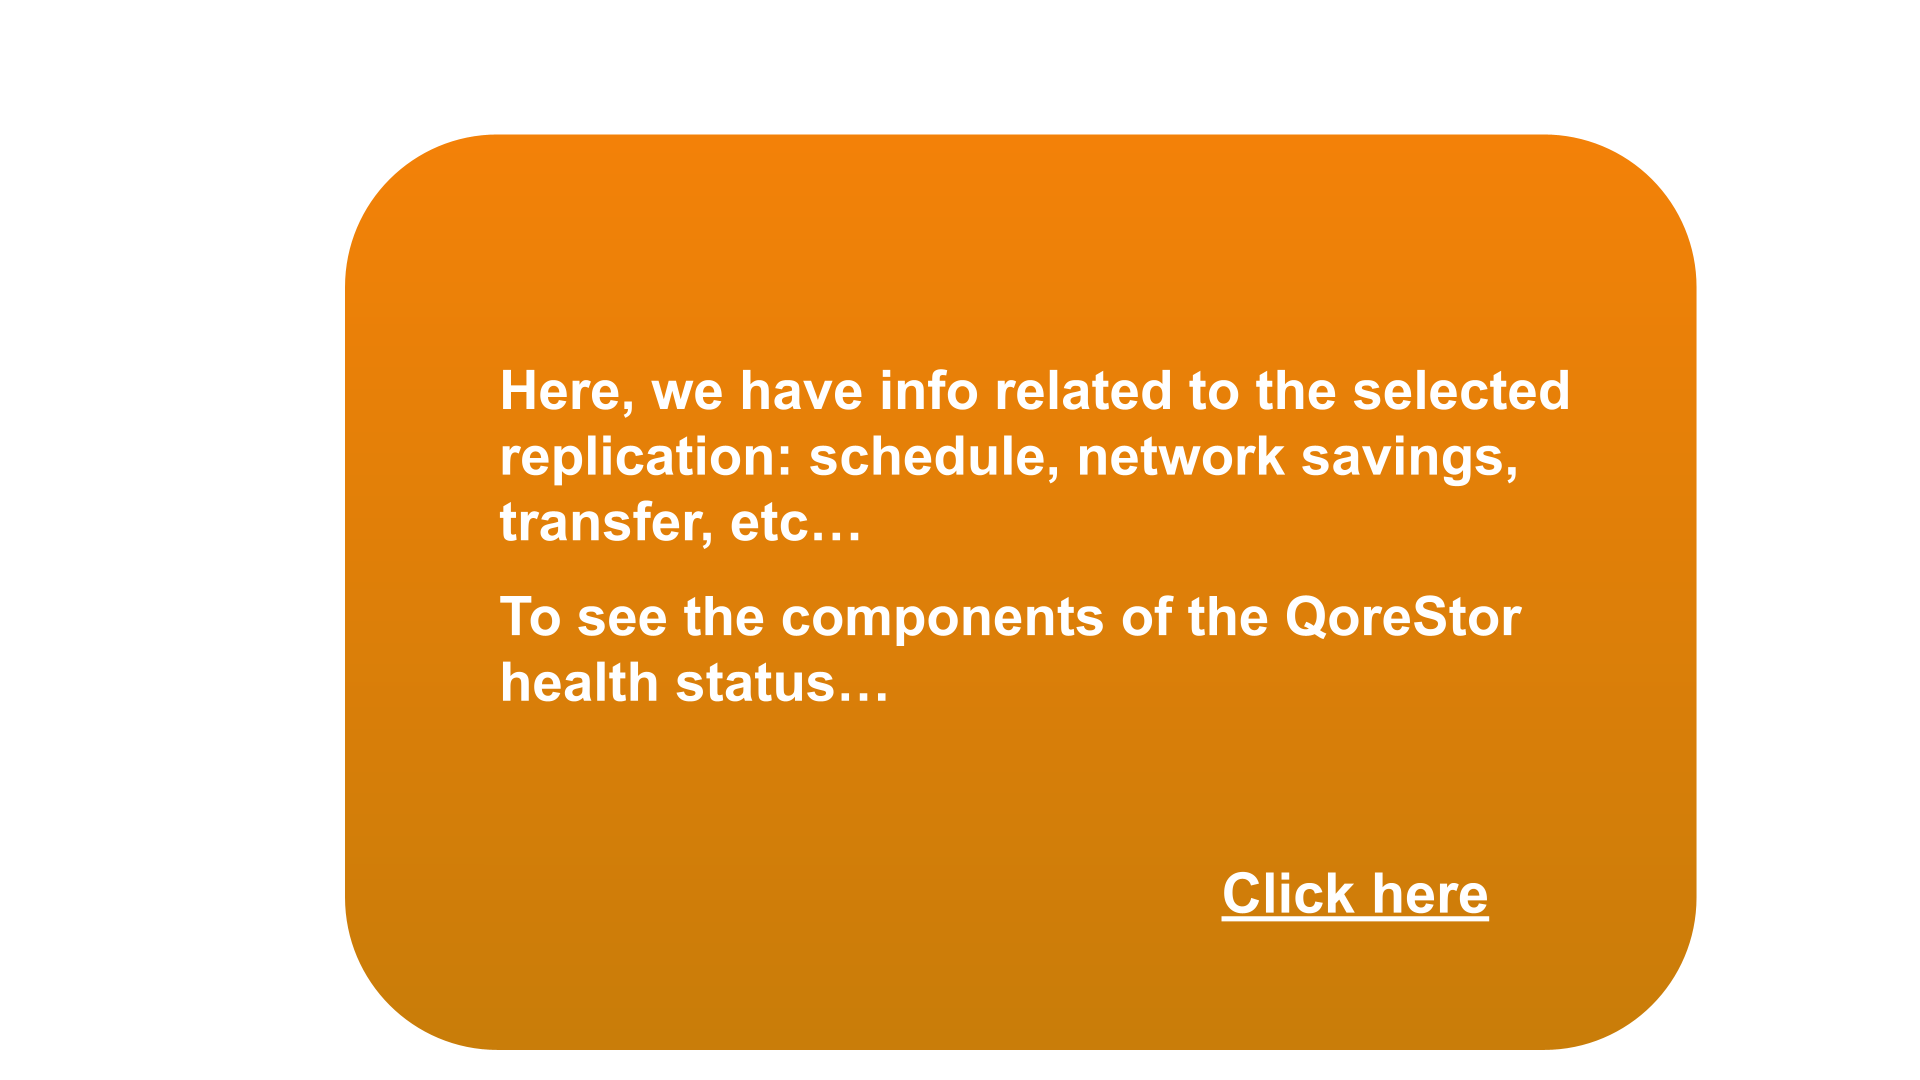 Here, we have info related to the selected
replication: schedule, network savings,
transfer, etc…
To see the components of the QoreStor
health status…
Click here